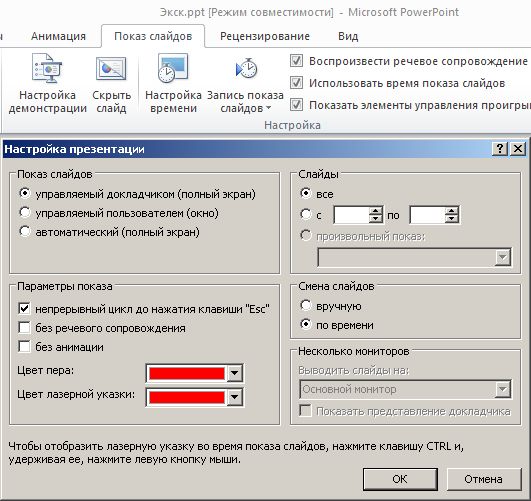 Экск.ppt [Режим совместимости] - Microsoft PowerPoint
Анимация Показ слайдов Рецензирование Вид
Настройка демонстрации
Скрыть слайд
Настройка времени
Запись показа слайдов
Воспроизвести речевое сопровождение
Использовать время показа слайдов
Показать элементы управления проигры
Настройка
Настройка презентации
Показ слайдов
управляемый докладчиком (полный экран)
управляемый пользователем (окно)
автоматический (полный экран)
Слайды
все
с по
произвольный показ:
Параметры показа
непрерывный цикл до нажатия клавиши "Esc"
без речевого сопровождения
без анимации
Цвет пера:
Цвет лазерной указки:
Смена слайдов
вручную
по времени
Несколько мониторов
Выводить слайды на:
Основной монитор
Показать представление докладчика
Чтобы отобразить лазерную указку во время показа слайдов, нажмите клавишу CTRL и,
удерживая ее, нажмите левую кнопку мыши.
ОК Отмена